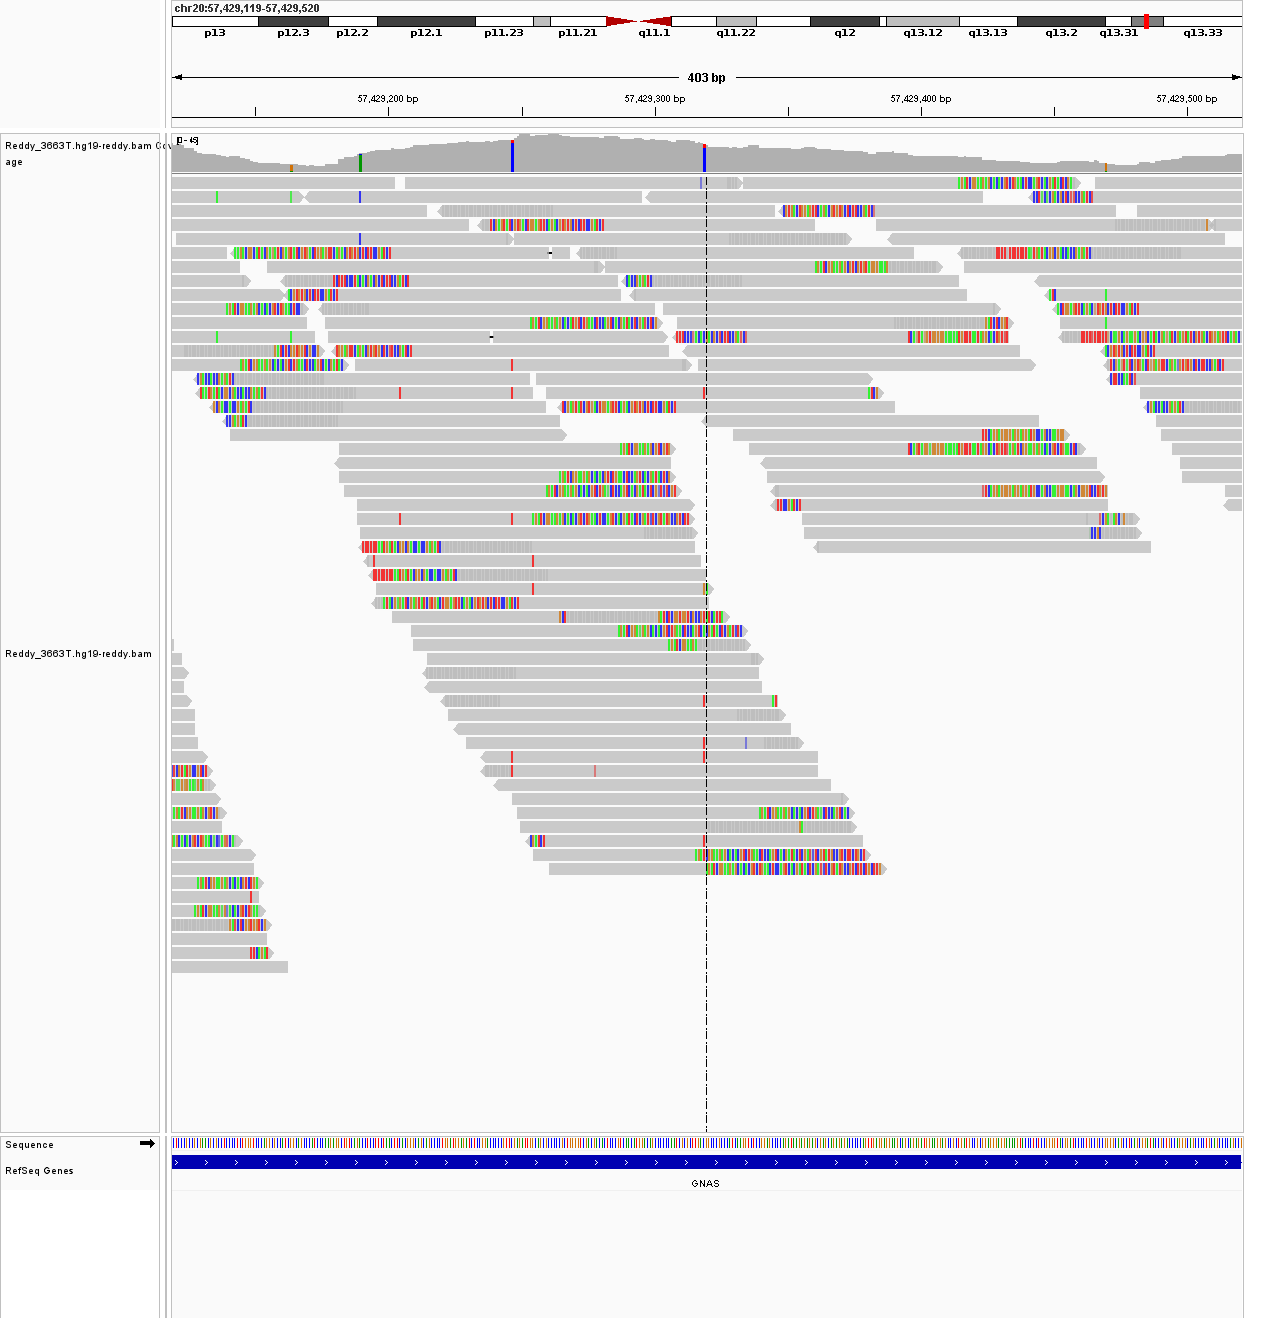 chr20:57,429,119-57,429,520
p13 p12.3 p12.2 p12.1 p11.23 p11.21 q11.1 q11.22 q12 q13.12 q13.13 q13.2 q13.31 q13.33
403 bp
57,429,200 bp 57,429,300 bp 57,429,400 bp 57,429,500 bp
Reddy_3663T.hg19-reddy.bam Cov
age
Reddy_3663T.hg19-reddy.bam
Sequence
RefSeq Genes
GNAS